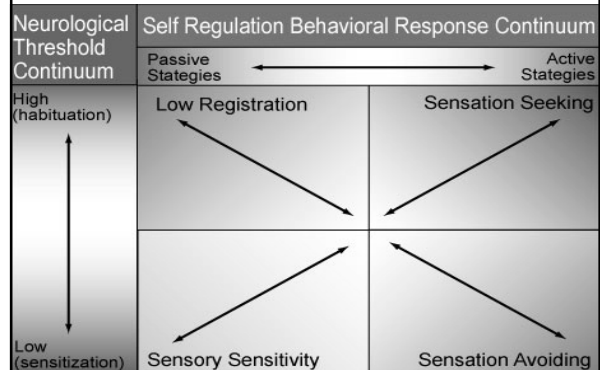 Neurological
Threshold
Continuum
Self Regulation Behavioral Response Continuum
Passive
Stategies
Active
Stategies
High
(habituation)
Low Registration
Sensation Seeking
Low
(sensitization)
Sensory Sensitivity
Sensation Avoiding